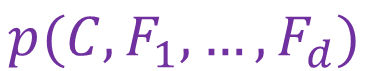 p(C, F₁, …, F_d)